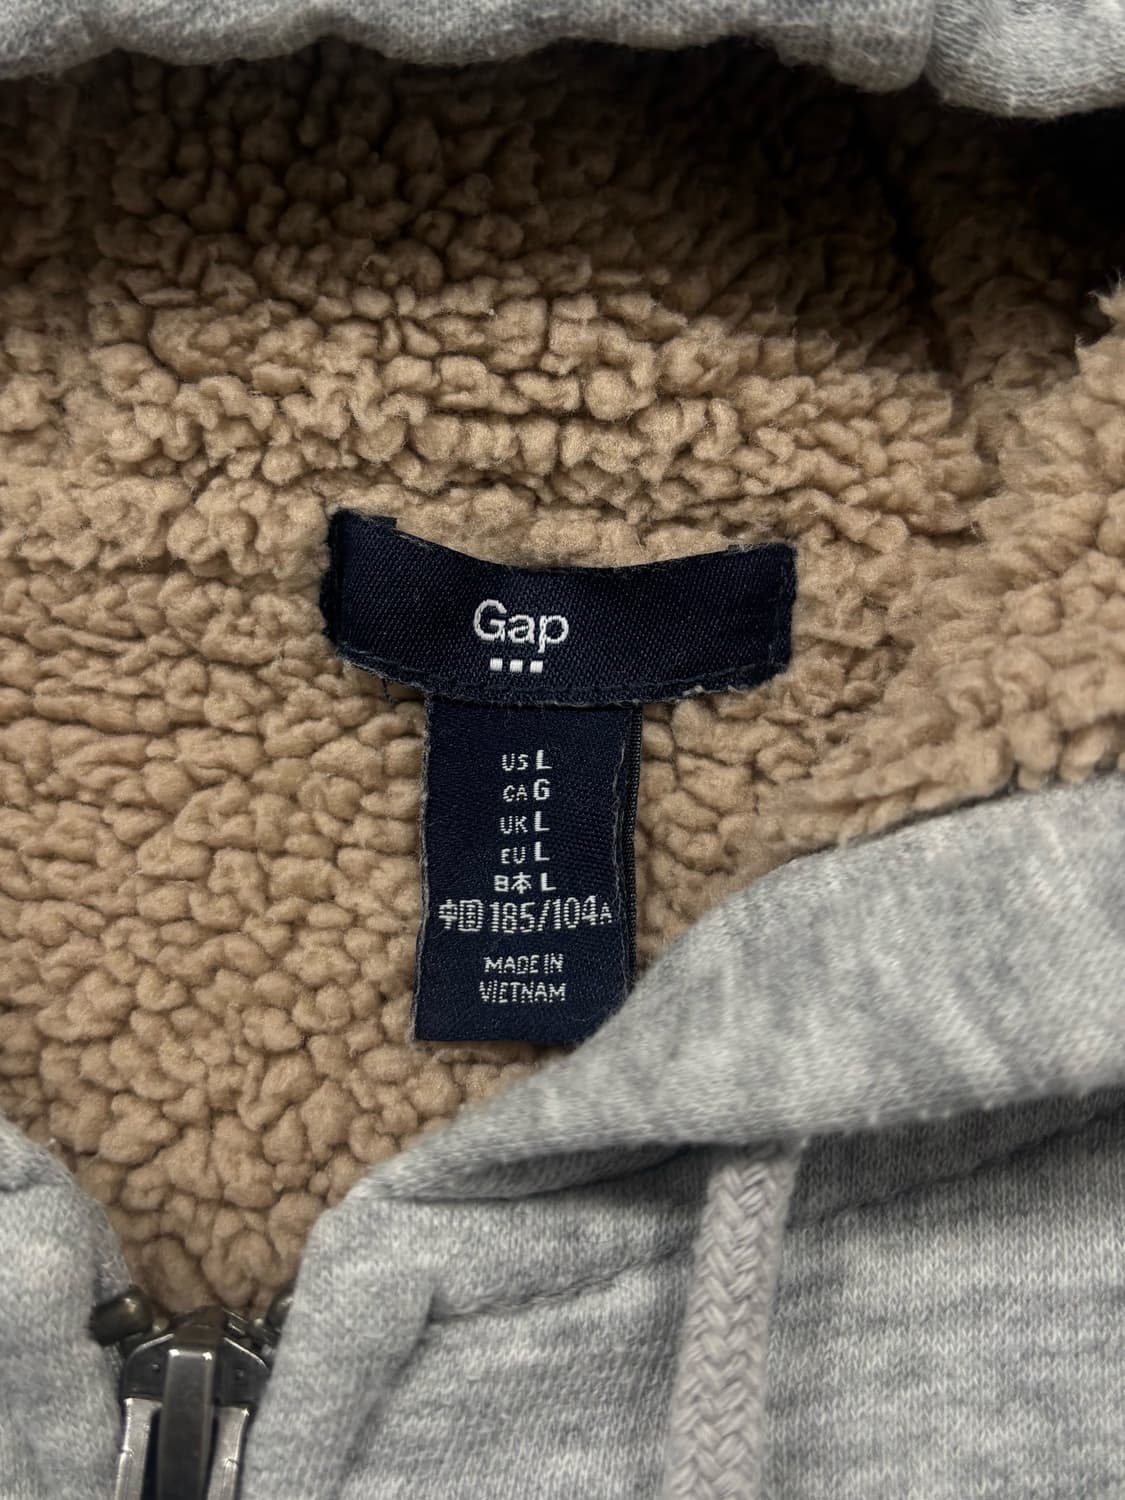 Gap
US L
CA G
UK L
EU L
日本 L
中国 185/104A
MADE IN
VIETNAM